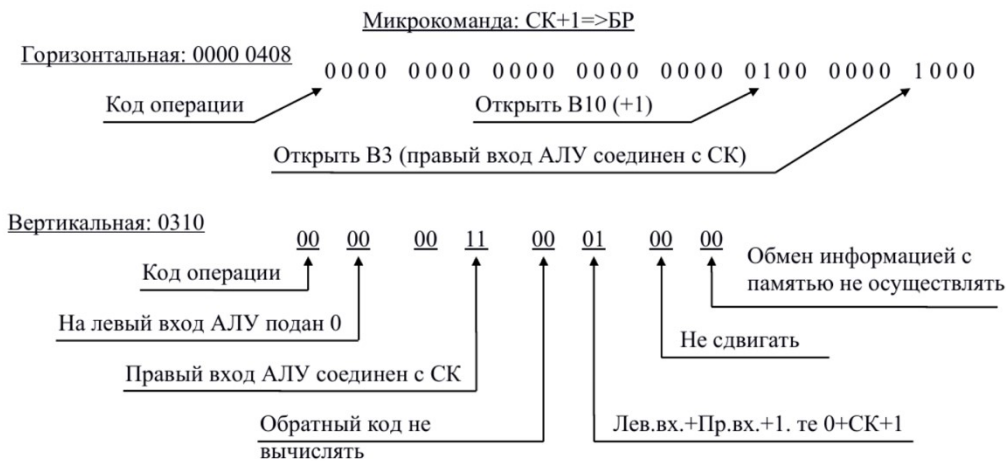 Микрокоманда: СК+1=>БР
Горизонтальная: 0000 0408
0000 0000 0000 0000 0000 0100 0000 1000
Код операции
Открыть В10 (+1)
Открыть В3 (правый вход АЛУ соединен с СК)
Вертикальная: 0310
00 00 00 11 00 01 00 00
Код операции
Обмен информацией с
памятью не осуществлять
На левый вход АЛУ подан 0
Не сдвигать
Правый вход АЛУ соединен с СК
Обратный код не
вычислять
Лев.вх.+Пр.вх.+1. те 0+СК+1